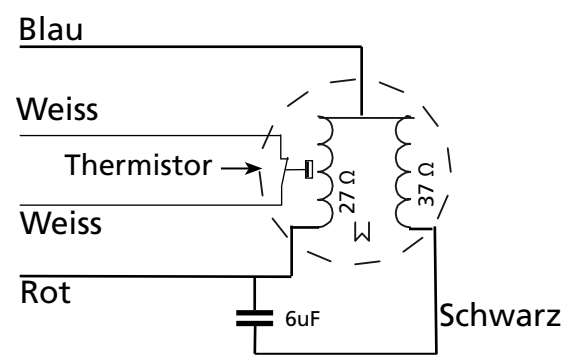 Blau
Weiss
Thermistor
27 Ω
37 Ω
M
Weiss
Rot
6uF
Schwarz